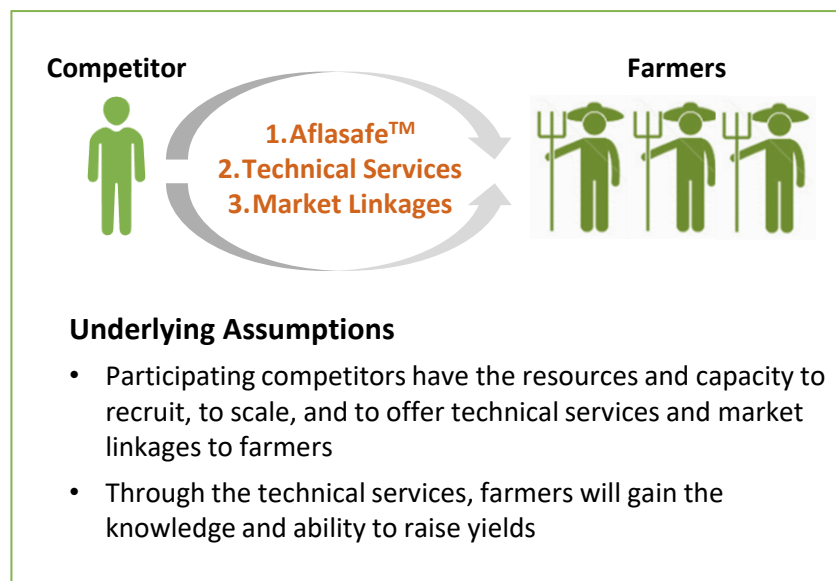 Competitor
Farmers
1.Aflasafe™
2.Technical Services
3.Market Linkages
Underlying Assumptions
• Participating competitors have the resources and capacity to
recruit, to scale, and to offer technical services and market
linkages to farmers
• Through the technical services, farmers will gain the
knowledge and ability to raise yields